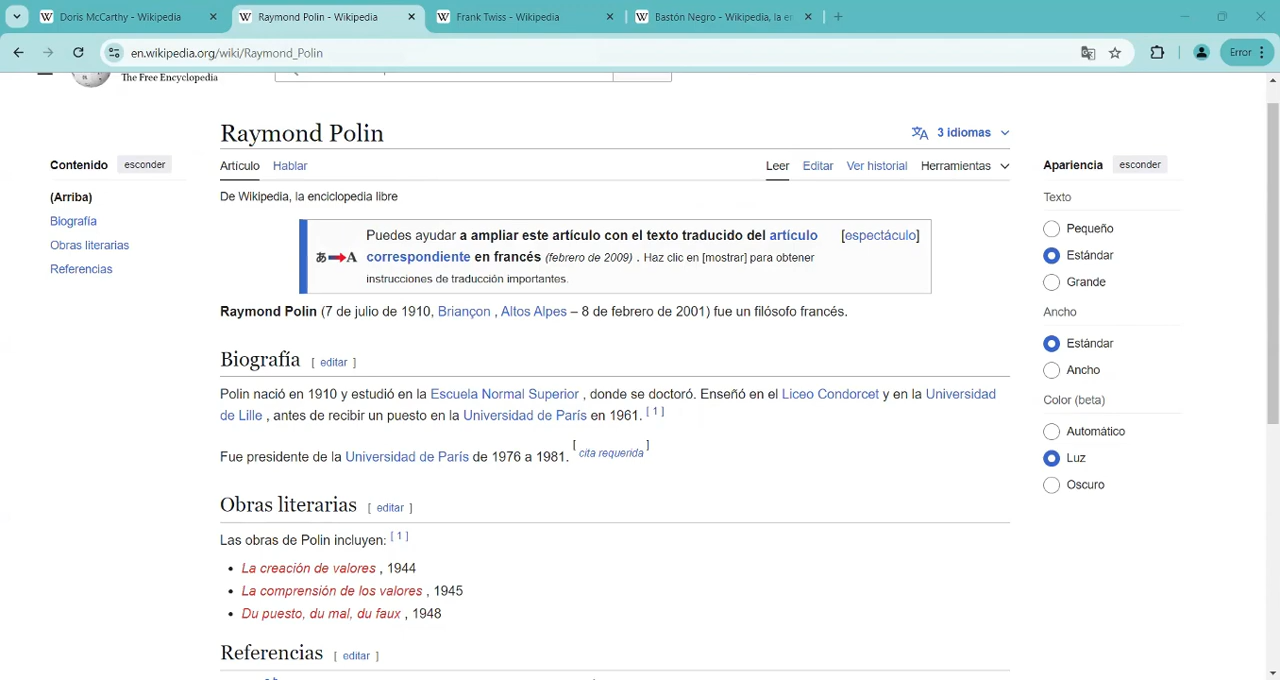 Doris McCarthy - Wikipedia
Raymond Polin - Wikipedia
Frank Twiss - Wikipedia
Bastón Negro - Wikipedia, la en
en.wikipedia.org/wiki/Raymond_Polin
Error
The Free Encyclopedia
Raymond Polin
3 idiomas
Contenido esconder
Artículo Hablar Leer Editar Ver historial Herramientas
Apariencia esconder
(Arriba)
Biografía
Obras literarias
Referencias
De Wikipedia, la enciclopedia libre
Puedes ayudar a ampliar este artículo con el texto traducido del artículo [espectáculo]
あ A correspondiente en francés (febrero de 2009) . Haz clic en [mostrar] para obtener
instrucciones de traducción importantes.
Raymond Polin (7 de julio de 1910, Briançon , Altos Alpes – 8 de febrero de 2001) fue un filósofo francés.
Biografía [ editar ]
Polin nació en 1910 y estudió en la Escuela Normal Superior , donde se doctoró. Enseñó en el Liceo Condorcet y en la Universidad
de Lille , antes de recibir un puesto en la Universidad de París en 1961. [ 1 ]
Fue presidente de la Universidad de París de 1976 a 1981. [ cita requerida ]
Obras literarias [ editar ]
Las obras de Polin incluyen: [ 1 ]
• La creación de valores , 1944
• La comprensión de los valores , 1945
• Du puesto, du mal, du faux , 1948
Referencias [ editar ]
Texto
Pequeño
Estándar
Grande
Ancho
Estándar
Ancho
Color (beta)
Automático
Luz
Oscuro